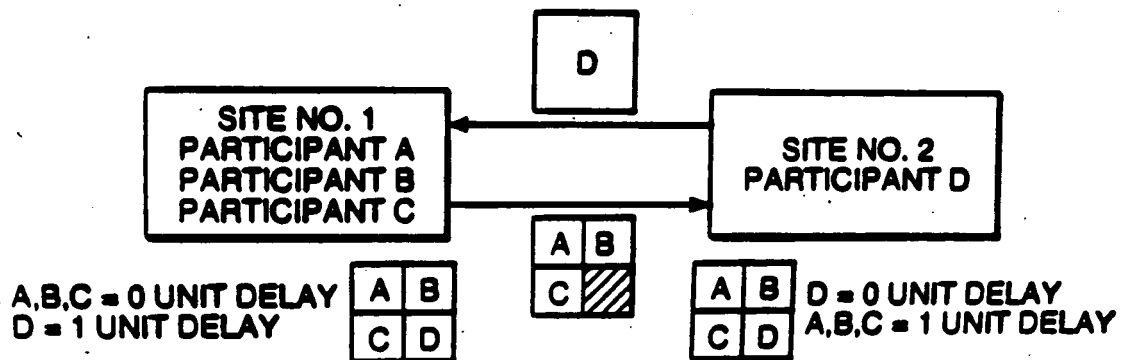 D
SITE NO. 1
PARTICIPANT A
PARTICIPANT B
PARTICIPANT C
SITE NO. 2
PARTICIPANT D
A B
C
A,B,C = 0 UNIT DELAY
D = 1 UNIT DELAY
A B
C D
A B
C D
D = 0 UNIT DELAY
A,B,C = 1 UNIT DELAY